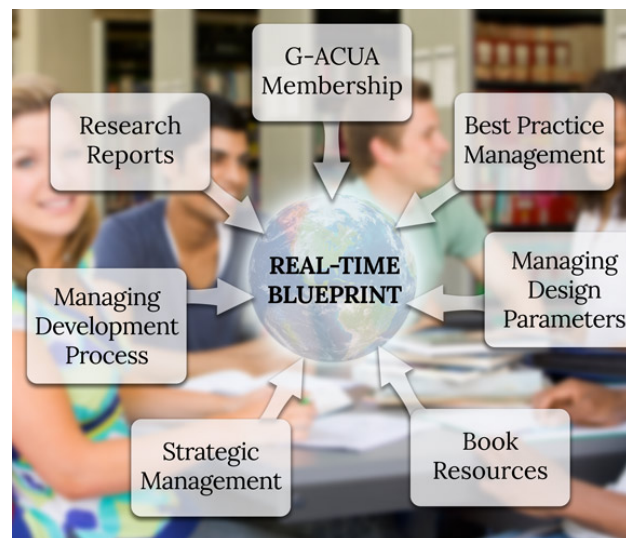 G-ACUA
Membership
Research
Reports
Best Practice
Management
REAL-TIME
BLUEPRINT
Managing
Development
Process
Managing
Design
Parameters
Strategic
Management
Book
Resources